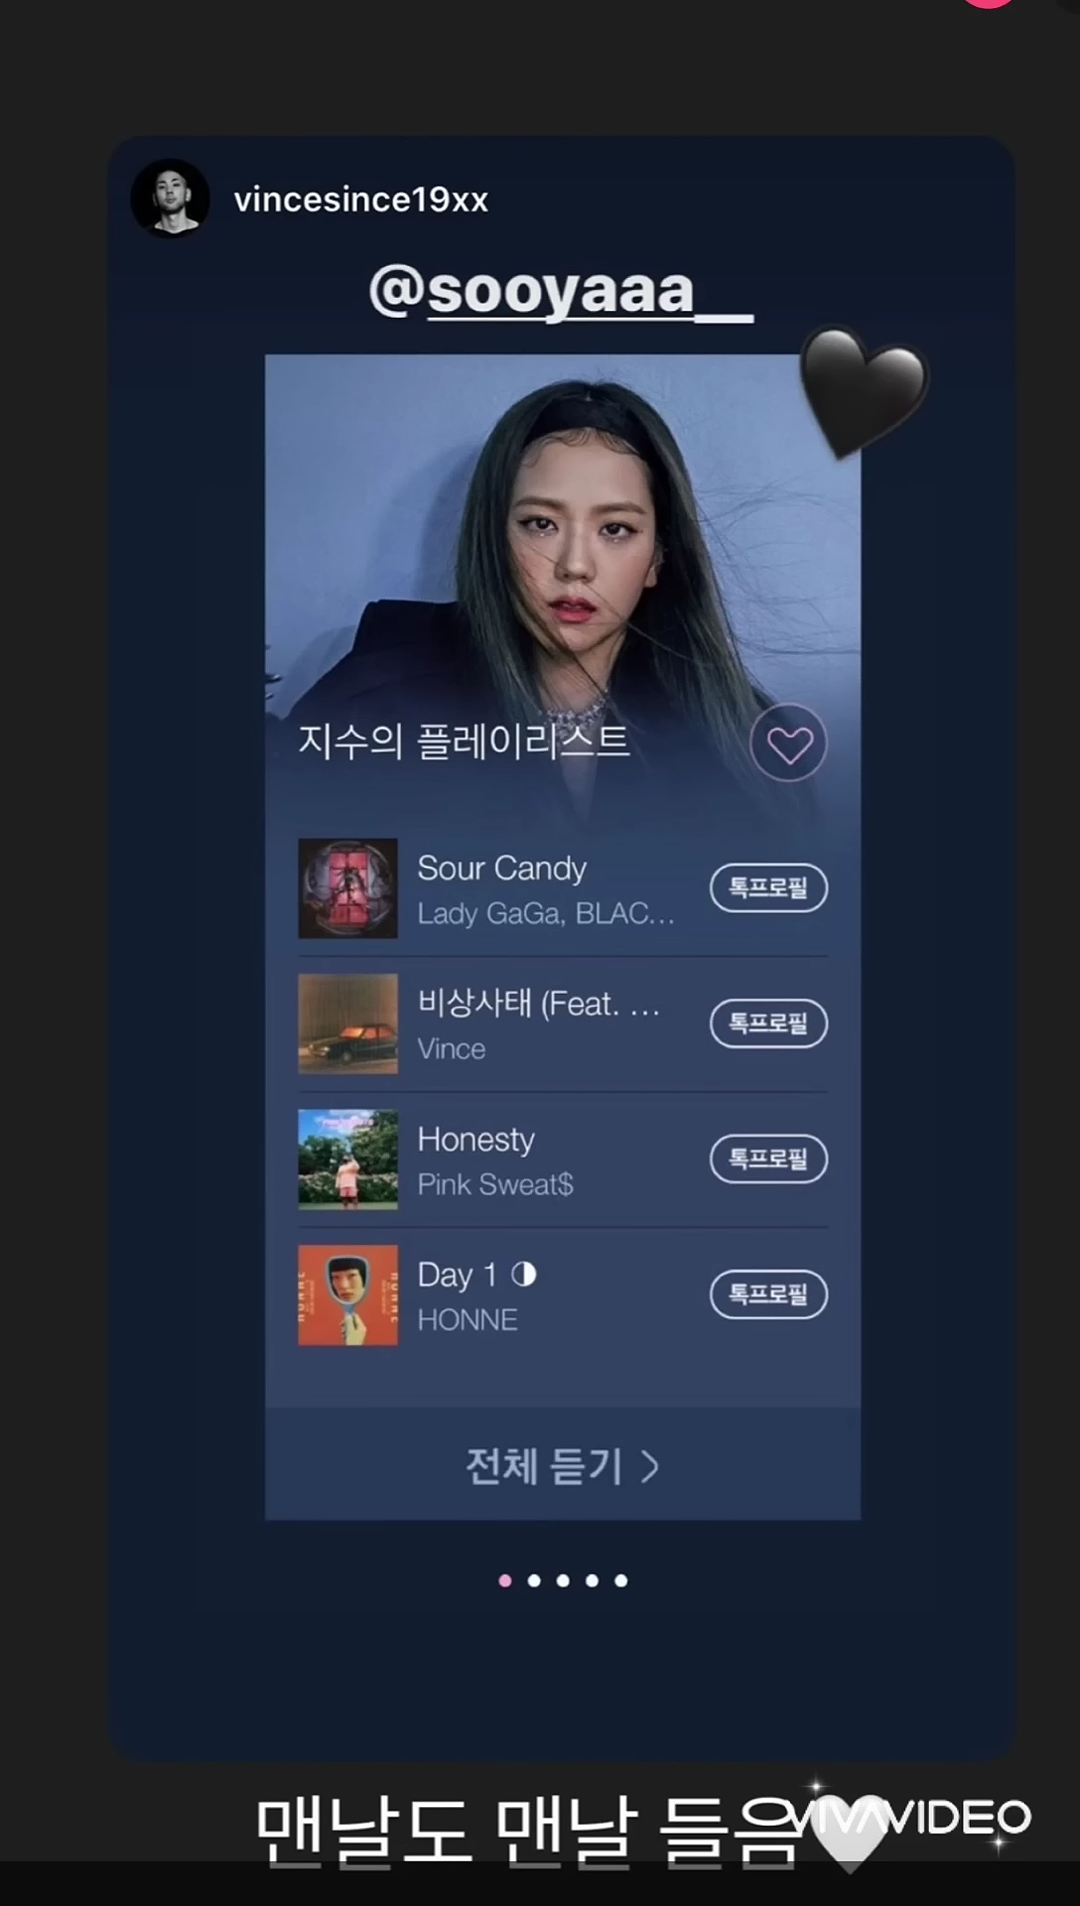 vincesince19xx
@sooyaaa__
지수의 플레이리스트
Sour Candy
Lady GaGa, BLAC...
톡프로필
비상사태 (Feat. ...
Vince
톡프로필
Honesty
Pink Sweat$
톡프로필
Day 1 ◑
HONNE
톡프로필
전체 듣기 >
맨날도 맨날 들음🤍
VIVAVIDEO